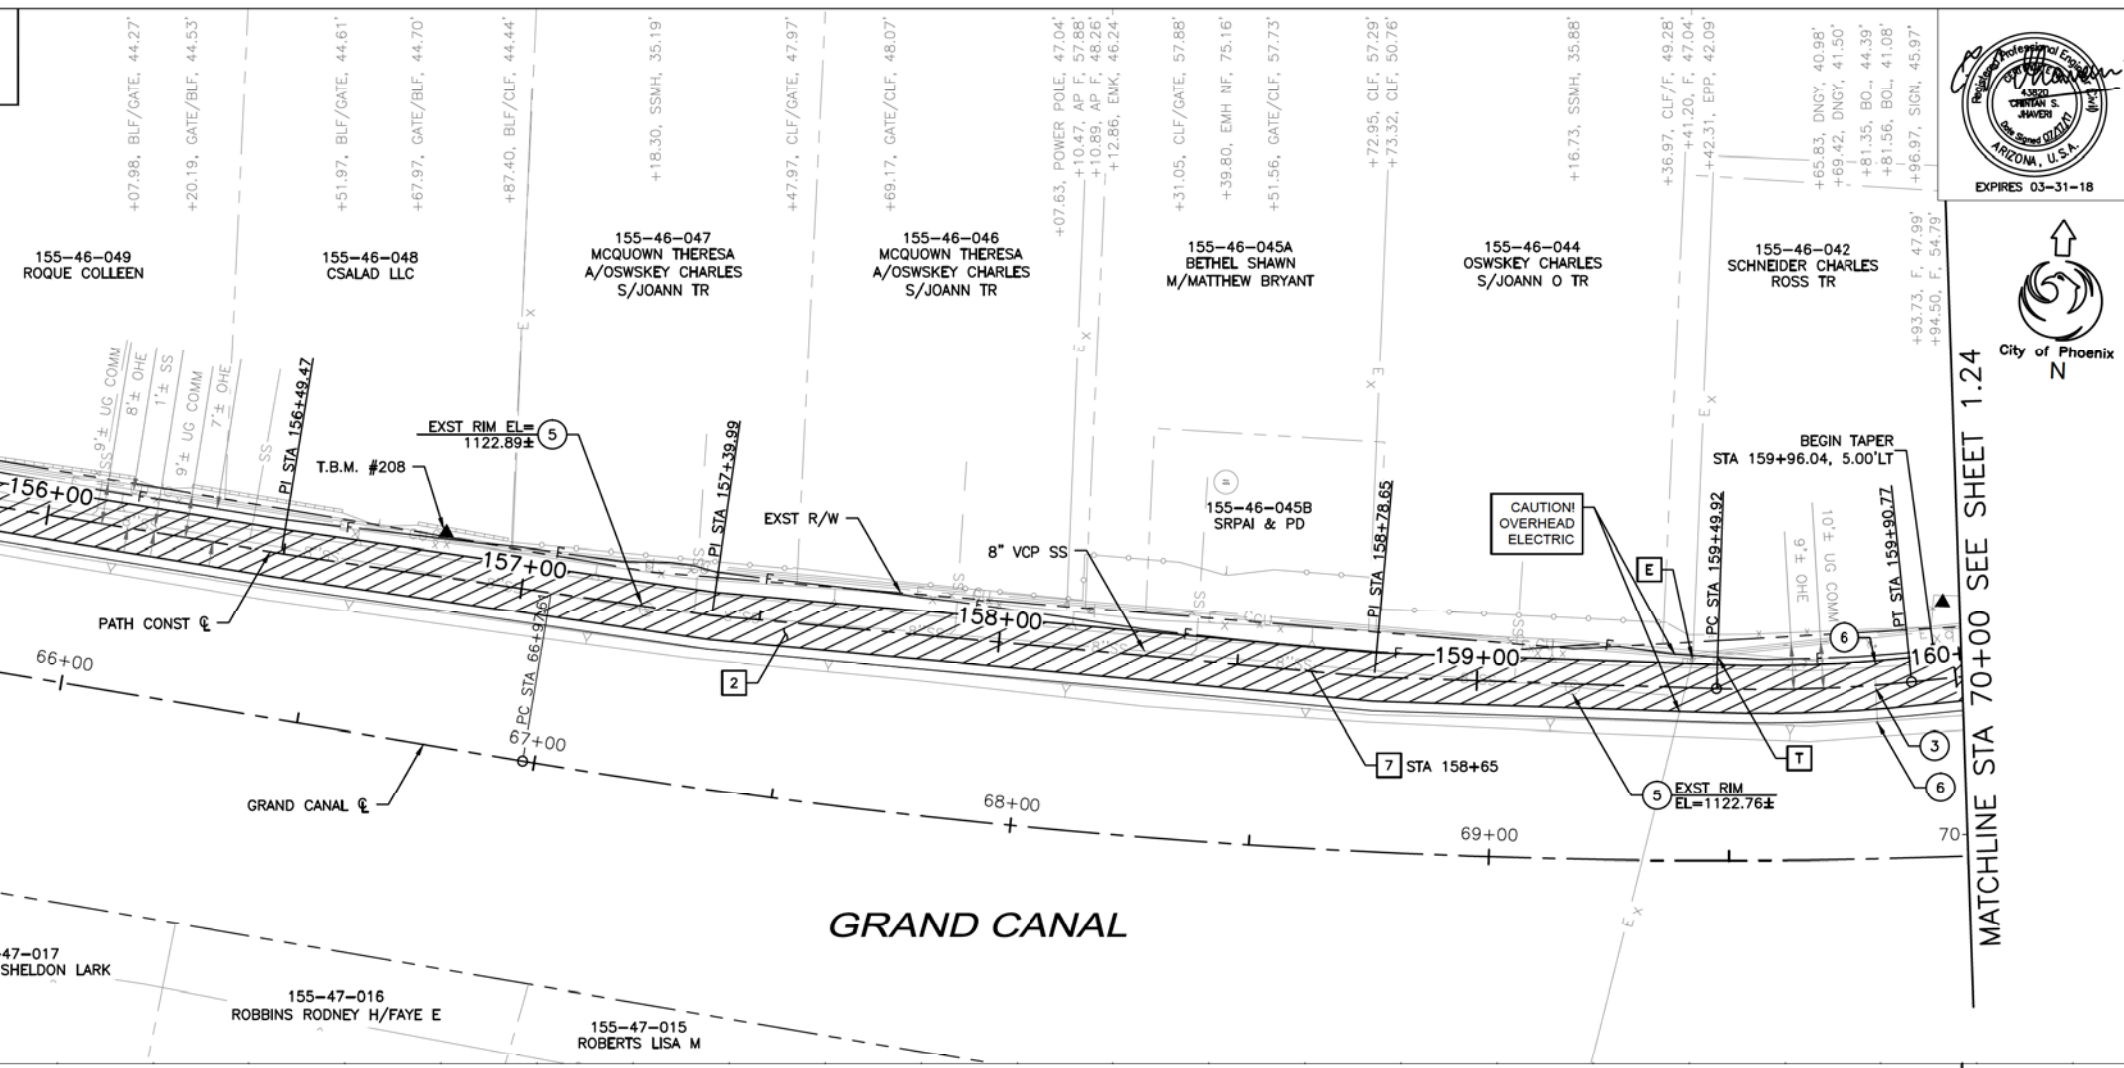 +07.98, BLF/GATE, 44.27'
+20.19, GATE/BLF, 44.53'
+51.97, BLF/GATE, 44.61'
+67.97, GATE/BLF, 44.70'
+87.40, BLF/CLF, 44.44'
+18.30, SSMH, 35.19'
+47.97, CLF/GATE, 47.97'
+69.17, GATE/CLF, 48.07'
+07.63, POWER POLE, 47.04'
+10.47, AP F, 57.88'
+10.89, AP F, 48.26'
+12.86, EMK, 46.24'
+31.05, CLF/GATE, 57.88'
+39.80, EMH NF, 75.16'
+51.56, GATE/CLF, 57.73'
+72.95, CLF, 57.29'
+73.32, CLF, 50.76'
+16.73, SSMH, 35.88'
+36.97, CLF/F, 49.28'
+41.20, F, 47.04'
+42.31, EPP, 42.09'
+65.83, DNGY, 40.98'
+69.42, DNGY, 41.50'
+81.35, BOL, 44.39'
+81.56, BOL, 41.08'
+96.97, SIGN, 45.97'
+93.73, F, 47.99'
+94.50, F, 54.79'
Registered Professional Engineer (Civil)
43820
CHINTAN S.
JHAVERI
Date Signed 07/17/17
ARIZONA, U.S.A.
EXPIRES 03-31-18
City of Phoenix
N
155-46-049
ROQUE COLLEEN
155-46-048
CSALAD LLC
155-46-047
MCQUOWN THERESA
A/OSWSKEY CHARLES
S/JOANN TR
155-46-046
MCQUOWN THERESA
A/OSWSKEY CHARLES
S/JOANN TR
155-46-045A
BETHEL SHAWN
M/MATTHEW BRYANT
155-46-044
OSWSKEY CHARLES
S/JOANN O TR
155-46-042
SCHNEIDER CHARLES
ROSS TR
9'± UG COMM
8'± OHE
1'± SS
9'± UG COMM
7'± OHE
SS
PI STA 156+49.47
T.B.M. #208
EXST RIM EL=
1122.89±
5
PI STA 157+39.99
EXST R/W
8" VCP SS
155-46-045B
SRPAI & PD
PI STA 158+78.65
CAUTION!
OVERHEAD
ELECTRIC
E
PC STA 159+49.92
BEGIN TAPER
STA 159+96.04, 5.00'LT
9'± OHE
10'± UG COMM
PT STA 159+90.77
6
156+00
157+00
158+00
159+00
160+
PATH CONST ℄
2
7 STA 158+65
5 EXST RIM
EL=1122.76±
T
3
6
66+00
PC STA 66+97.61
67+00
68+00
69+00
70
GRAND CANAL ℄
GRAND CANAL
MATCHLINE STA 70+00 SEE SHEET 1.24
-47-017
SHELDON LARK
155-47-016
ROBBINS RODNEY H/FAYE E
155-47-015
ROBERTS LISA M